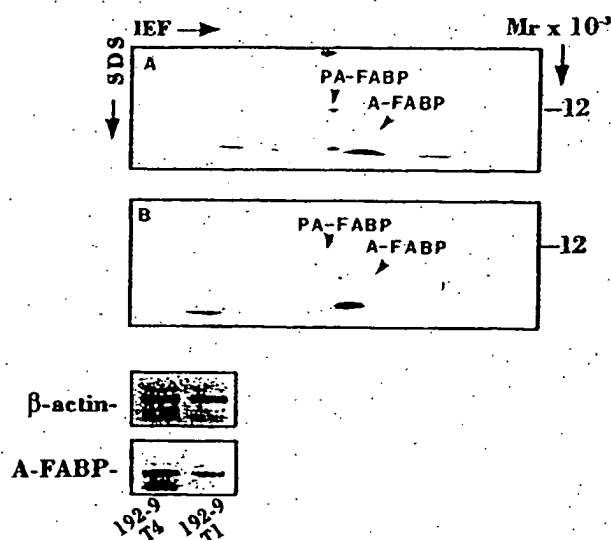 IEF
Mr x 10⁻³
SDS
A
PA-FABP
A-FABP
–12
B
PA-FABP
A-FABP
–12
β-actin-
A-FABP-
192-9 T4
192-9 T1